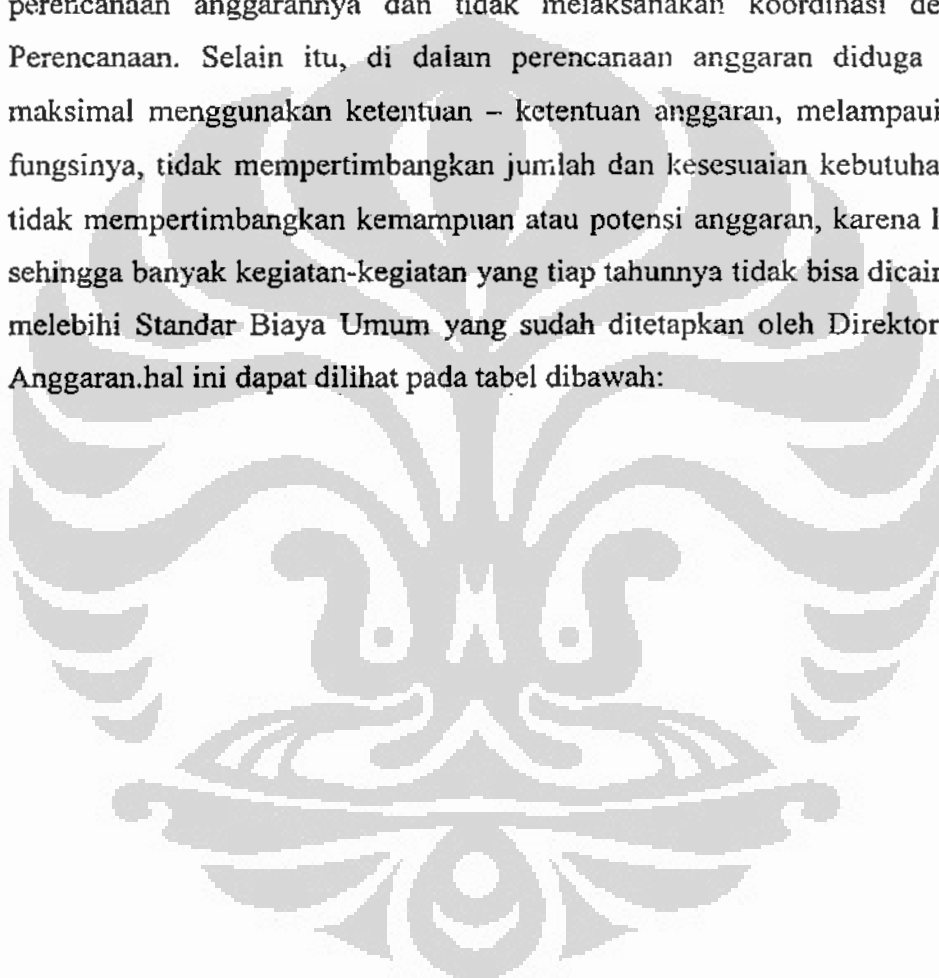 perencanaan anggarannya dan tidak melaksanakan koordinasi de
Perencanaan. Selain itu, di dalam perencanaan anggaran diduga
maksimal menggunakan ketentuan – ketentuan anggaran, melampaui
fungsinya, tidak mempertimbangkan jumlah dan kesesuaian kebutuha
tidak mempertimbangkan kemampuan atau potensi anggaran, karena
sehingga banyak kegiatan-kegiatan yang tiap tahunnya tidak bisa dicair
melebihi Standar Biaya Umum yang sudah ditetapkan oleh Direktor
Anggaran.hal ini dapat dilihat pada tabel dibawah: